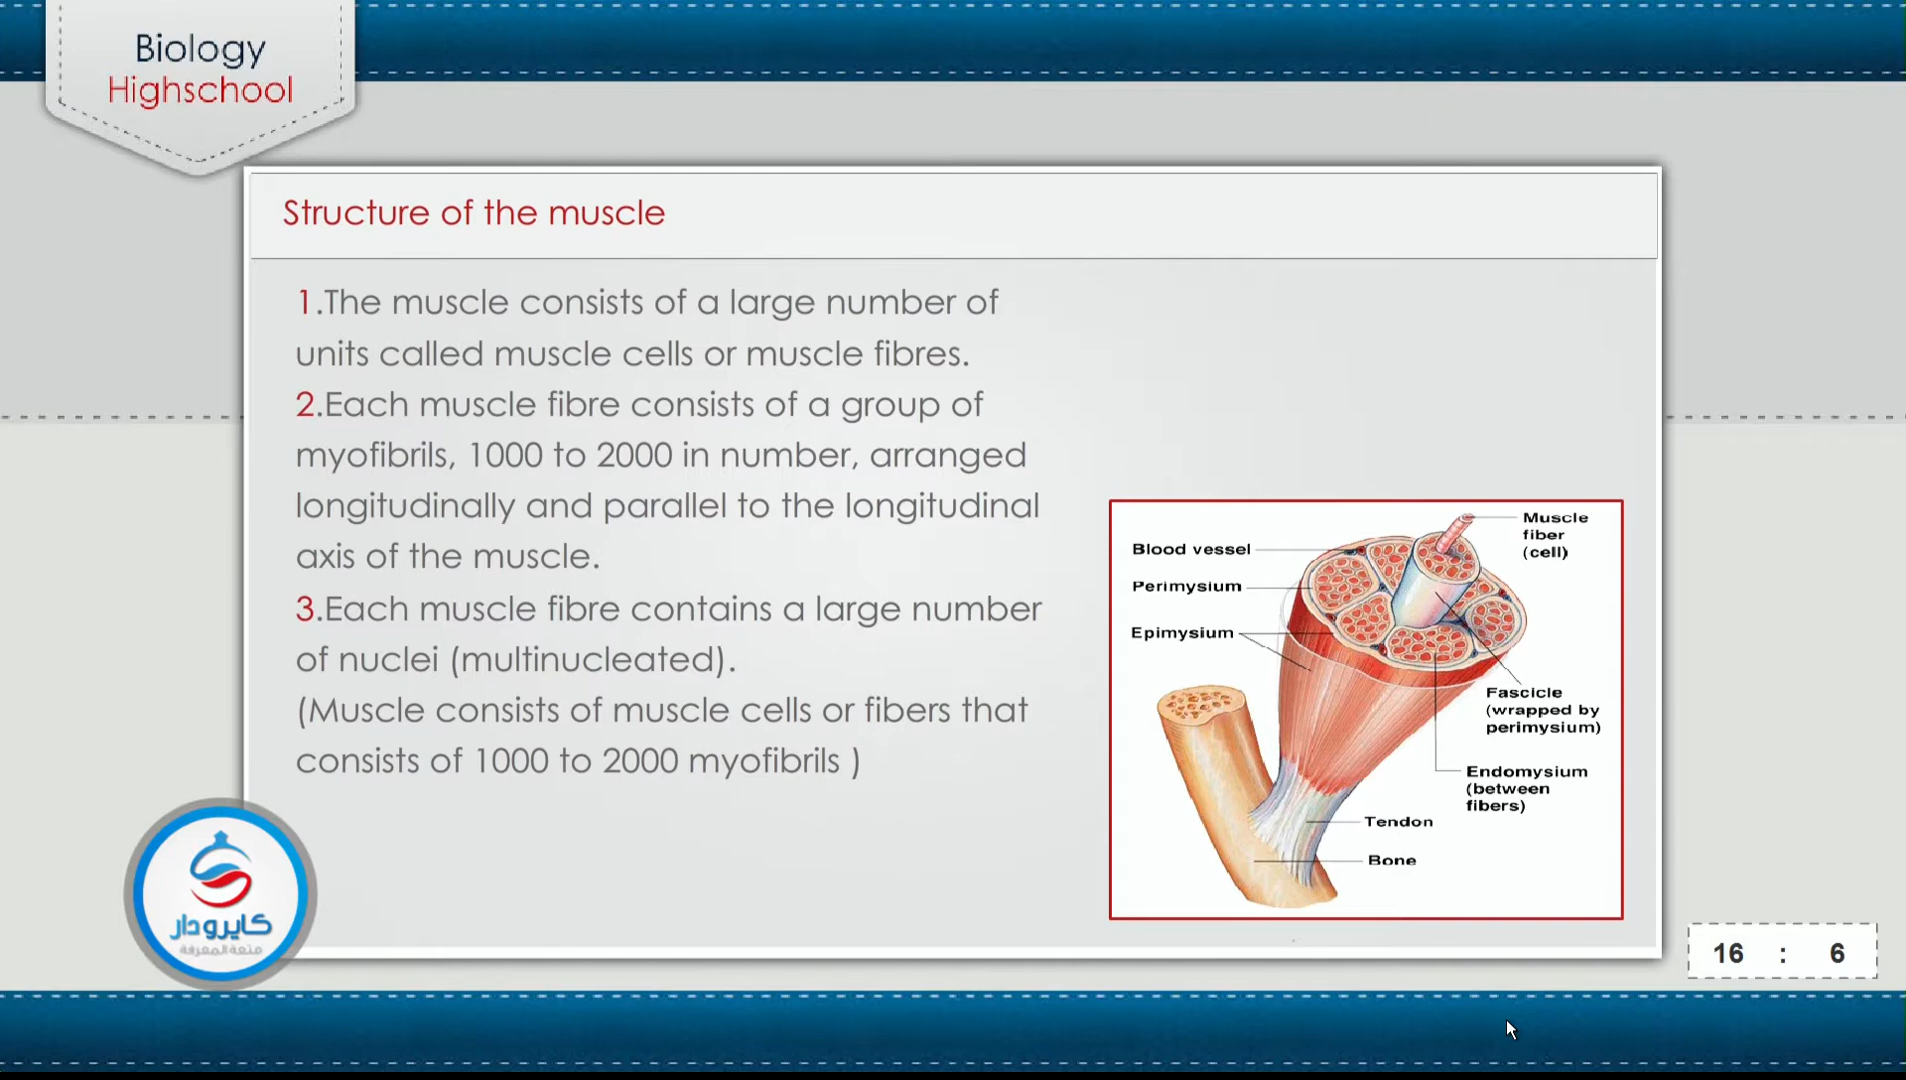 Biology
Highschool
Structure of the muscle
1.The muscle consists of a large number of
units called muscle cells or muscle fibres.
2.Each muscle fibre consists of a group of
myofibrils, 1000 to 2000 in number, arranged
longitudinally and parallel to the longitudinal
axis of the muscle.
3.Each muscle fibre contains a large number
of nuclei (multinucleated).
(Muscle consists of muscle cells or fibers that
consists of 1000 to 2000 myofibrils )
Muscle
fiber
(cell)
Blood vessel
Perimysium
Epimysium
Fascicle
(wrapped by
perimysium)
Endomysium
(between
fibers)
Tendon
Bone
كايرودار
متعة المعرفة
16 : 6